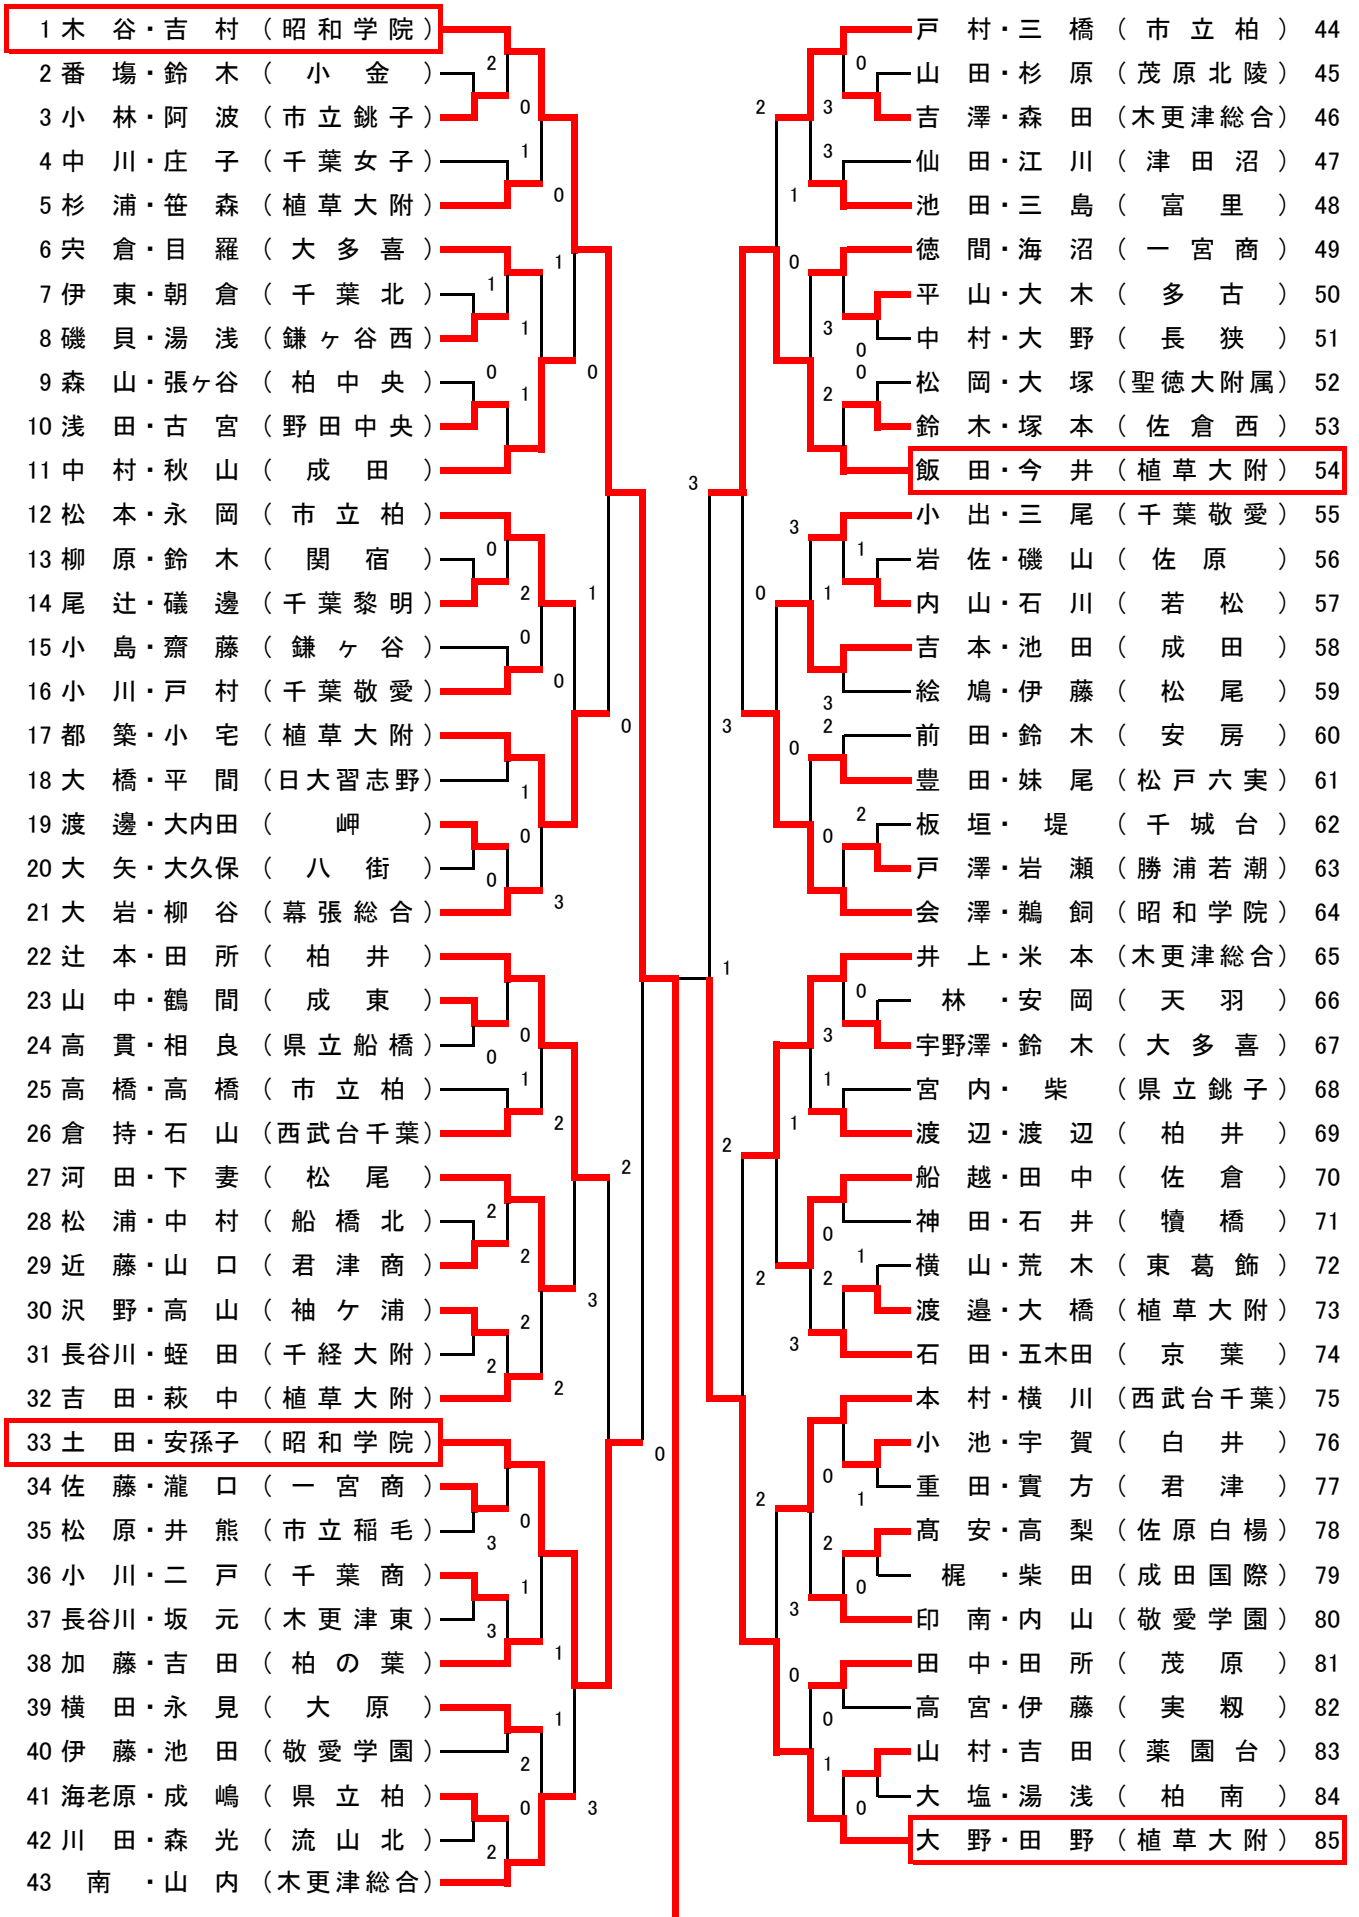 1 木 谷・吉 村 ( 昭 和 学 院 )
2 番 場・鈴 木 ( 小 金 )
3 小 林・阿 波 ( 市 立 銚 子 )
4 中 川・庄 子 ( 千 葉 女 子 )
5 杉 浦・笹 森 ( 植 草 大 附 )
6 宍 倉・目 羅 ( 大 多 喜 )
7 伊 東・朝 倉 ( 千 葉 北 )
8 磯 貝・湯 浅 ( 鎌 ヶ 谷 西 )
9 森 山・張ヶ谷 ( 柏 中 央 )
10 浅 田・古 宮 ( 野 田 中 央 )
11 中 村・秋 山 ( 成 田 )
12 松 本・永 岡 ( 市 立 柏 )
13 柳 原・鈴 木 ( 関 宿 )
14 尾 辻・礒 邊 ( 千 葉 黎 明 )
15 小 島・齋 藤 ( 鎌 ヶ 谷 )
16 小 川・戸 村 ( 千 葉 敬 愛 )
17 都 築・小 宅 ( 植 草 大 附 )
18 大 橋・平 間 (日大習志野)
19 渡 邊・大内田 ( 岬 )
20 大 矢・大久保 ( 八 街 )
21 大 岩・柳 谷 ( 幕 張 総 合 )
22 辻 本・田 所 ( 柏 井 )
23 山 中・鶴 間 ( 成 東 )
24 高 貫・相 良 ( 県 立 船 橋 )
25 高 橋・高 橋 ( 市 立 柏 )
26 倉 持・石 山 (西武台千葉)
27 河 田・下 妻 ( 松 尾 )
28 松 浦・中 村 ( 船 橋 北 )
29 近 藤・山 口 ( 君 津 商 )
30 沢 野・高 山 ( 袖 ケ 浦 )
31 長谷川・蛭 田 ( 千 経 大 附 )
32 吉 田・萩 中 ( 植 草 大 附 )
33 土 田・安孫子 ( 昭 和 学 院 )
34 佐 藤・瀧 口 ( 一 宮 商 )
35 松 原・井 熊 ( 市 立 稲 毛 )
36 小 川・二 戸 ( 千 葉 商 )
37 長谷川・坂 元 ( 木 更 津 東 )
38 加 藤・吉 田 ( 柏 の 葉 )
39 横 田・永 見 ( 大 原 )
40 伊 藤・池 田 ( 敬 愛 学 園 )
41 海老原・成 嶋 ( 県 立 柏 )
42 川 田・森 光 ( 流 山 北 )
43 南 ・山 内 (木更津総合)
戸 村・三 橋 ( 市 立 柏 ) 44
山 田・杉 原 ( 茂 原 北 陵 ) 45
吉 澤・森 田 (木更津総合) 46
仙 田・江 川 ( 津 田 沼 ) 47
池 田・三 島 ( 富 里 ) 48
徳 間・海 沼 ( 一 宮 商 ) 49
平 山・大 木 ( 多 古 ) 50
中 村・大 野 ( 長 狭 ) 51
松 岡・大 塚 (聖徳大附属) 52
鈴 木・塚 本 ( 佐 倉 西 ) 53
飯 田・今 井 ( 植 草 大 附 ) 54
小 出・三 尾 ( 千 葉 敬 愛 ) 55
岩 佐・磯 山 ( 佐 原 ) 56
内 山・石 川 ( 若 松 ) 57
吉 本・池 田 ( 成 田 ) 58
絵 鳩・伊 藤 ( 松 尾 ) 59
前 田・鈴 木 ( 安 房 ) 60
豊 田・妹 尾 ( 松 戸 六 実 ) 61
板 垣・ 堤 ( 千 城 台 ) 62
戸 澤・岩 瀬 ( 勝 浦 若 潮 ) 63
会 澤・鵜 飼 ( 昭 和 学 院 ) 64
井 上・米 本 (木更津総合) 65
林 ・安 岡 ( 天 羽 ) 66
宇野澤・鈴 木 ( 大 多 喜 ) 67
宮 内・ 柴 ( 県 立 銚 子 ) 68
渡 辺・渡 辺 ( 柏 井 ) 69
船 越・田 中 ( 佐 倉 ) 70
神 田・石 井 ( 犢 橋 ) 71
横 山・荒 木 ( 東 葛 飾 ) 72
渡 邉・大 橋 ( 植 草 大 附 ) 73
石 田・五木田 ( 京 葉 ) 74
本 村・横 川 (西武台千葉) 75
小 池・宇 賀 ( 白 井 ) 76
重 田・實 方 ( 君 津 ) 77
髙 安・高 梨 ( 佐 原 白 楊 ) 78
梶 ・柴 田 ( 成 田 国 際 ) 79
印 南・内 山 ( 敬 愛 学 園 ) 80
田 中・田 所 ( 茂 原 ) 81
高 宮・伊 藤 ( 実 籾 ) 82
山 村・吉 田 ( 薬 園 台 ) 83
大 塩・湯 浅 ( 柏 南 ) 84
大 野・田 野 ( 植 草 大 附 ) 85